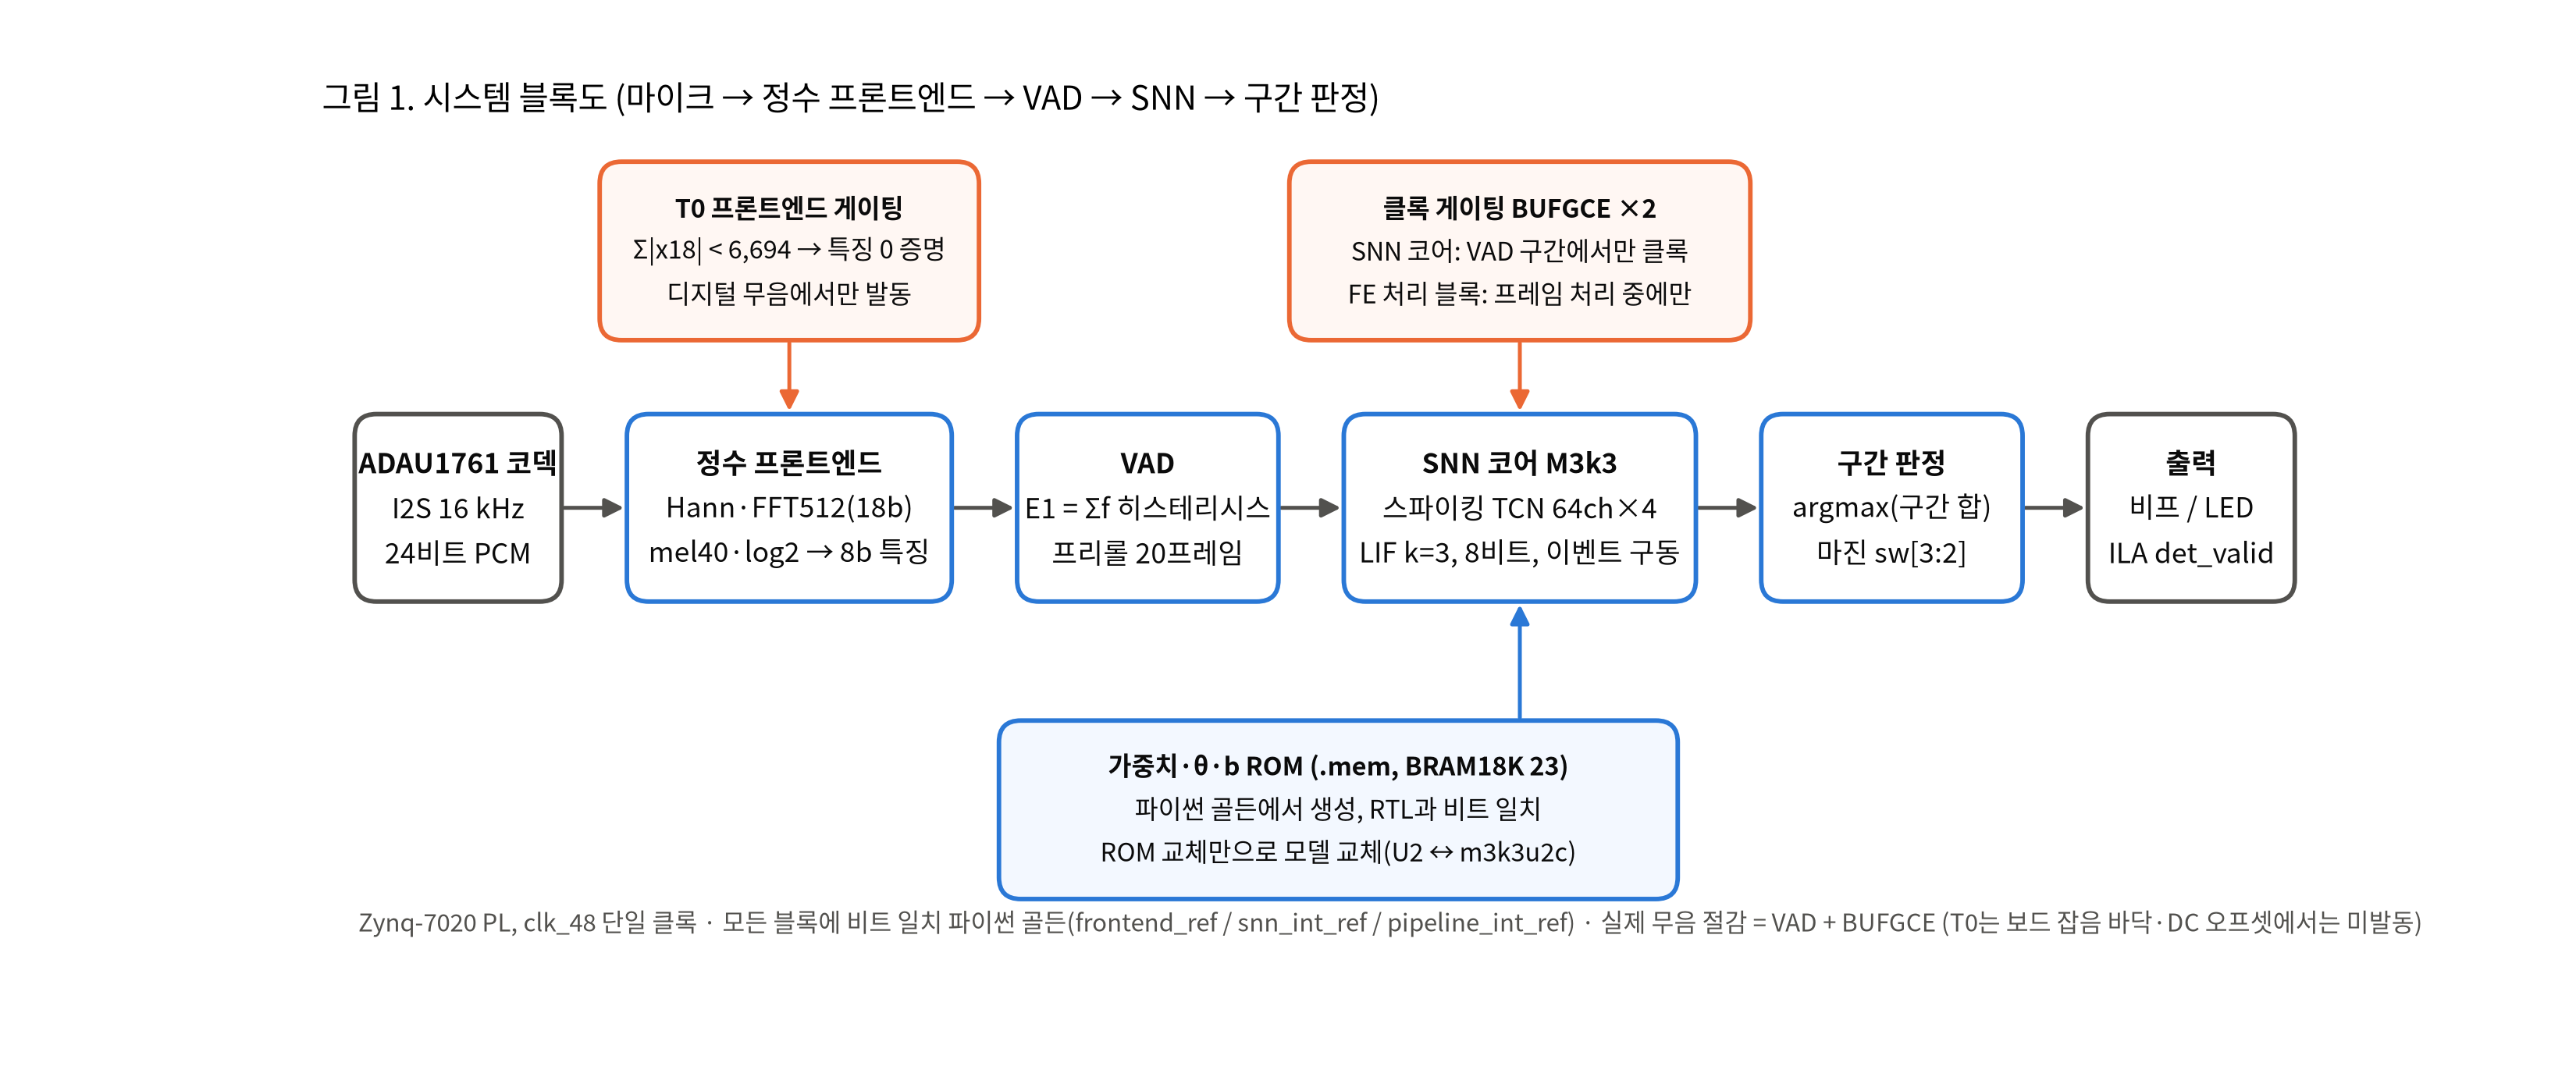 그림 1. 시스템 블록도 (마이크 → 정수 프론트엔드 → VAD → SNN → 구간 판정)
T0 프론트엔드 게이팅
Σ|x18| < 6,694 → 특징 0 증명
디지털 무음에서만 발동
클록 게이팅 BUFGCE ×2
SNN 코어: VAD 구간에서만 클록
FE 처리 블록: 프레임 처리 중에만
ADAU1761 코덱
I2S 16 kHz
24비트 PCM
정수 프론트엔드
Hann·FFT512(18b)
mel40·log2 → 8b 특징
VAD
E1 = Σf 히스테리시스
프리롤 20프레임
SNN 코어 M3k3
스파이킹 TCN 64ch×4
LIF k=3, 8비트, 이벤트 구동
구간 판정
argmax(구간 합)
마진 sw[3:2]
출력
비프 / LED
ILA det_valid
가중치·θ·b ROM (.mem, BRAM18K 23)
파이썬 골든에서 생성, RTL과 비트 일치
ROM 교체만으로 모델 교체(U2 ↔ m3k3u2c)
Zynq-7020 PL, clk_48 단일 클록 · 모든 블록에 비트 일치 파이썬 골든(frontend_ref / snn_int_ref / pipeline_int_ref) · 실제 무음 절감 = VAD + BUFGCE (T0는 보드 잡음 바닥·DC 오프셋에서는 미발동)